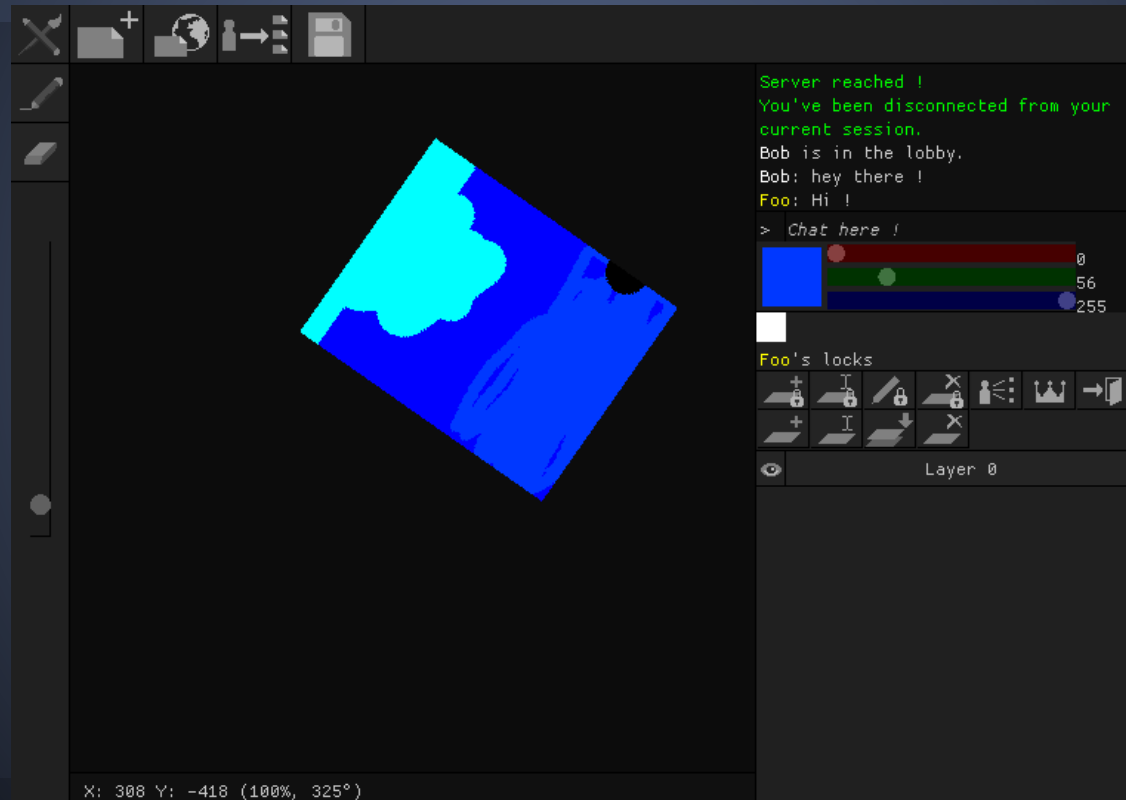 Server reached !
You've been disconnected from your
current session.
Bob is in the lobby.
Bob: hey there !
Foo: Hi !
> Chat here !
0
56
255
Foo's locks
Layer 0
X: 308 Y: -418 (100%, 325°)